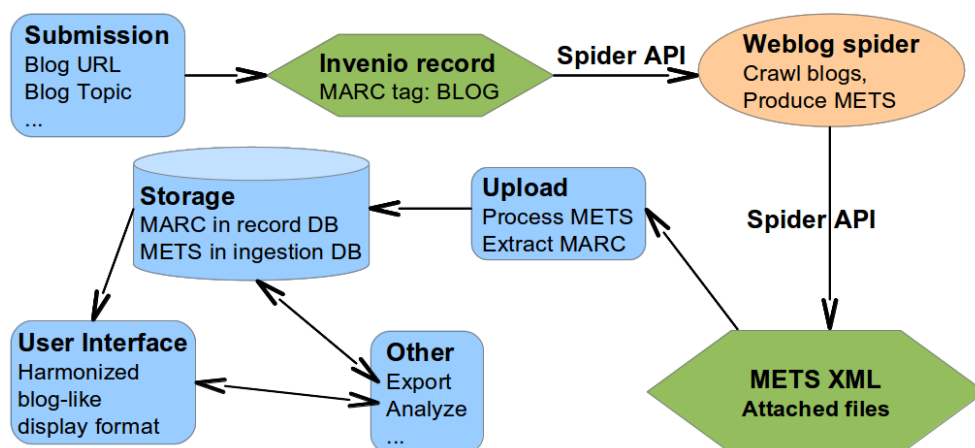 Submission
Blog URL
Blog Topic
...
Invenio record
MARC tag: BLOG
Spider API
Weblog spider
Crawl blogs,
Produce METS
Storage
MARC in record DB
METS in ingestion DB
Upload
Process METS
Extract MARC
Spider API
User Interface
Harmonized
blog-like
display format
Other
Export
Analyze
...
METS XML
Attached files